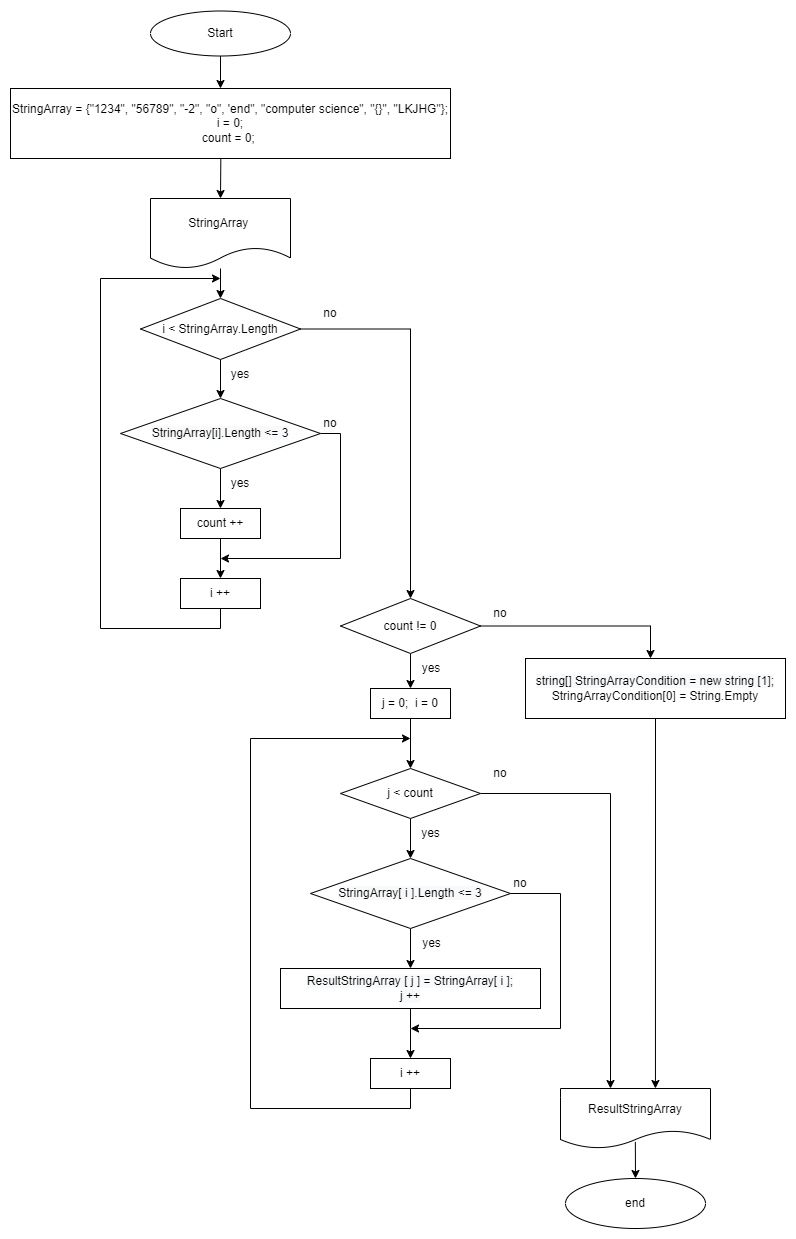 Start
StringArray = {"1234", "56789", "-2", "o", 'end", "computer science", "{}", "LKJHG"};
i = 0;
count = 0;
StringArray
no
i < StringArray.Length
yes
no
StringArray[i].Length <= 3
yes
count ++
i ++
no
count != 0
yes
string[] StringArrayCondition = new string [1];
StringArrayCondition[0] = String.Empty
j = 0;  i = 0
no
j < count
yes
no
StringArray[ i ].Length <= 3
yes
ResultStringArray [ j ] = StringArray[ i ];
j ++
i ++
ResultStringArray
end